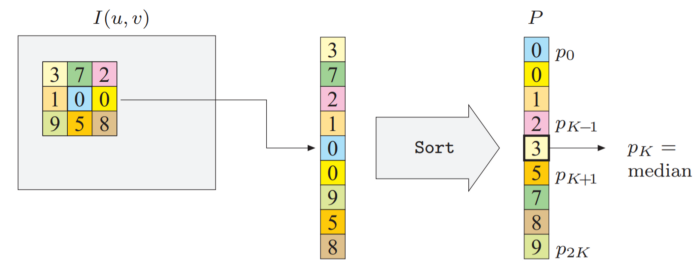 I(u, v)
P
3 7 2
1 0 0
9 5 8
3
7
2
1
0
0
9
5
8
Sort
0 p0
0
1
2 pK−1
3 pK =
median
5 pK+1
7
8
9 p2K